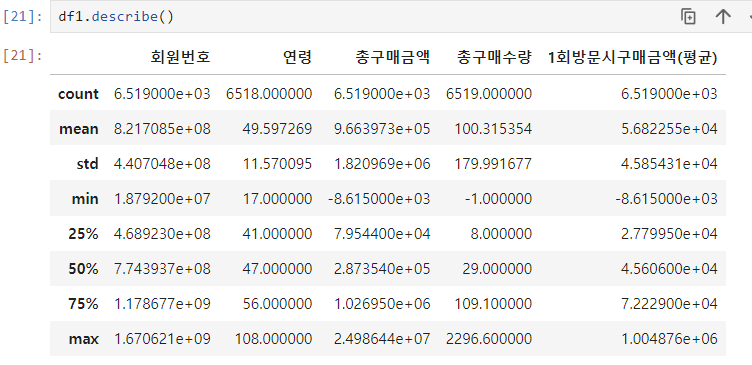 [21]: df1.describe()
[21]: 회원번호 연령 총구매금액 총구매수량 1회방문시구매금액(평균)
count 6.519000e+03 6518.000000 6.519000e+03 6519.000000 6.519000e+03
mean 8.217085e+08 49.597269 9.663973e+05 100.315354 5.682255e+04
std 4.407048e+08 11.570095 1.820969e+06 179.991677 4.585431e+04
min 1.879200e+07 17.000000 -8.615000e+03 -1.000000 -8.615000e+03
25% 4.689230e+08 41.000000 7.954400e+04 8.000000 2.779950e+04
50% 7.743937e+08 47.000000 2.873540e+05 29.000000 4.560600e+04
75% 1.178677e+09 56.000000 1.026950e+06 109.100000 7.222900e+04
max 1.670621e+09 108.000000 2.498644e+07 2296.600000 1.004876e+06